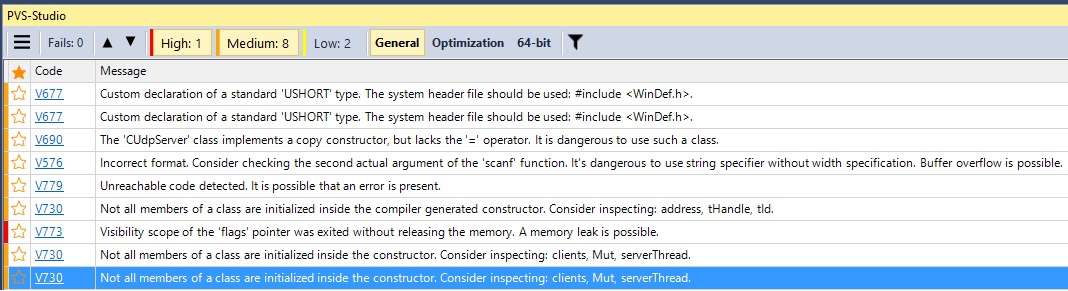 PVS-Studio
Fails: 0 High: 1 Medium: 8 Low: 2 General Optimization 64-bit
Code Message
V677 Custom declaration of a standard 'USHORT' type. The system header file should be used: #include <WinDef.h>.
V677 Custom declaration of a standard 'USHORT' type. The system header file should be used: #include <WinDef.h>.
V690 The 'CUdpServer' class implements a copy constructor, but lacks the '=' operator. It is dangerous to use such a class.
V576 Incorrect format. Consider checking the second actual argument of the 'scanf' function. It's dangerous to use string specifier without width specification. Buffer overflow is possible.
V779 Unreachable code detected. It is possible that an error is present.
V730 Not all members of a class are initialized inside the compiler generated constructor. Consider inspecting: address, tHandle, tId.
V773 Visibility scope of the 'flags' pointer was exited without releasing the memory. A memory leak is possible.
V730 Not all members of a class are initialized inside the constructor. Consider inspecting: clients, Mut, serverThread.
V730 Not all members of a class are initialized inside the constructor. Consider inspecting: clients, Mut, serverThread.